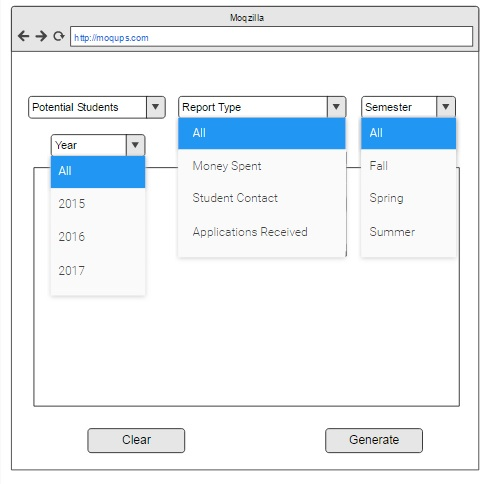 Moqzilla
http://moqups.com
Potential Students
Report Type
Semester
All
Money Spent
Student Contact
Applications Received
All
Fall
Spring
Summer
Year
All
2015
2016
2017
Clear
Generate